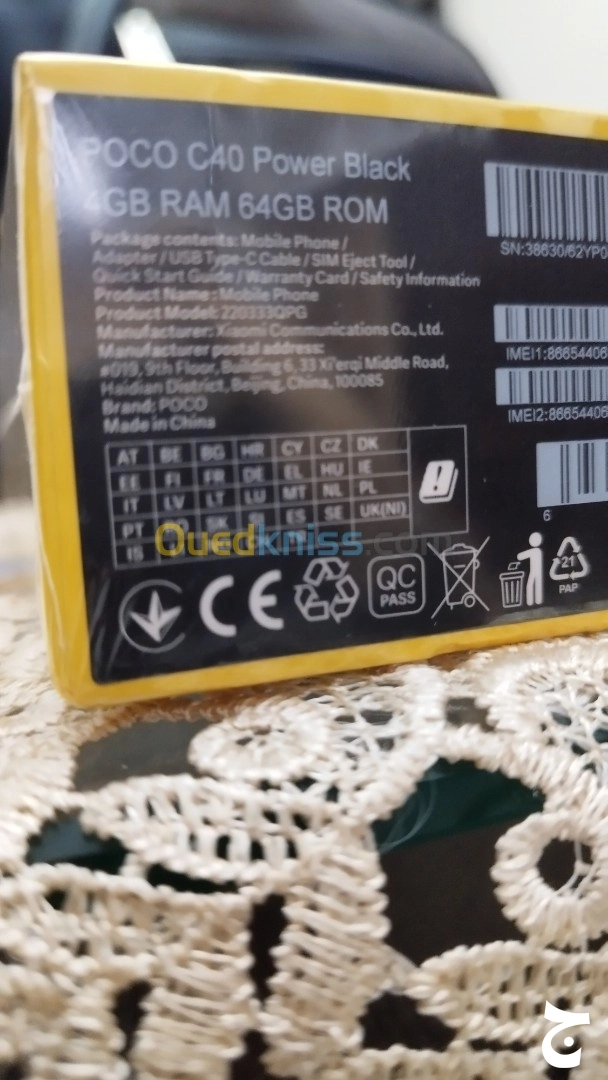 POCO C40 Power Black
4GB RAM 64GB ROM
Package contents: Mobile Phone /
Adapter / USB Type-C Cable / SIM Eject Tool /
Quick Start Guide / Warranty Card / Safety Information
Product Name: Mobile Phone
Product Model: 220333QPG
Manufacturer: Xiaomi Communications Co., Ltd.
Manufacturer postal address:
#019, 9th Floor, Building 6, 33 Xi'erqi Middle Road,
Haidian District, Beijing, China, 100085
Brand: POCO
Made in China
SN:38630/62YP0
IMEI1:86654406
IMEI2:86654406
6
AT BE BG HR CY CZ DK
EE FI FR DE EL HU IE
IT LV LT LU MT NL PL
PT SK SI ES SE UK(NI)
IS
Ouedkniss.com
CE
QC
PASS
21
PAP
ج